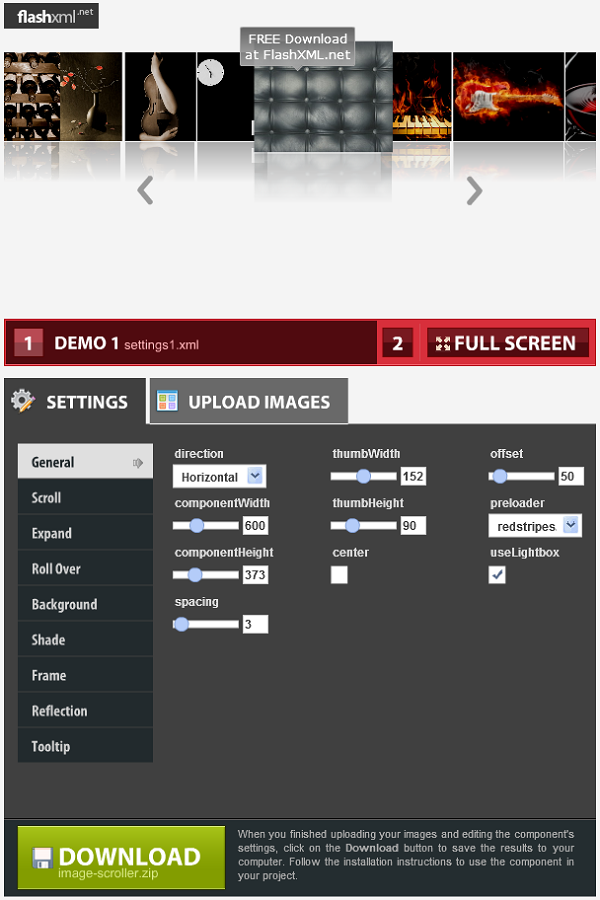 flashxml.net
FREE Download
at FlashXML.net
1 DEMO 1 settings1.xml 2 FULL SCREEN
SETTINGS UPLOAD IMAGES
General
Scroll
Expand
Roll Over
Background
Shade
Frame
Reflection
Tooltip
direction
Horizontal
componentWidth
600
componentHeight
373
spacing
3
thumbWidth
152
thumbHeight
90
center
offset
50
preloader
redstripes.
useLightbox
DOWNLOAD
image-scroller.zip
When you finished uploading your images and editing the component's
settings, click on the Download button to save the results to your
computer. Follow the installation instructions to use the component in
your project.